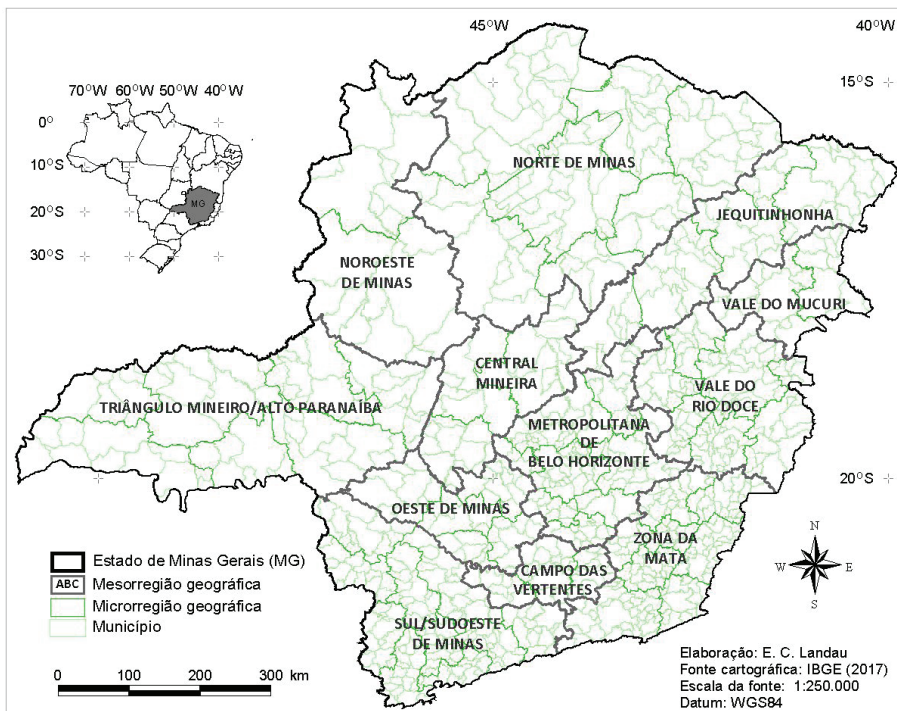 45ºW
40ºW
15ºS
70ºW 60ºW 50ºW 40ºW
0º
10ºS
20ºS
30ºS
MG
NORTE DE MINAS
JEQUITINHONHA
NOROESTE
DE MINAS
VALE DO MUCURI
CENTRAL
MINEIRA
VALE DO
RIO DOCE
TRIÂNGULO MINEIRO/ALTO PARANAÍBA
METROPOLITANA
DE
BELO HORIZONTE
20ºS
OESTE DE MINAS
ZONA DA
MATA
CAMPO DAS
VERTENTES
SUL/SUDOESTE
DE MINAS
N
W E
S
Estado de Minas Gerais (MG)
ABC Mesorregião geográfica
Microrregião geográfica
Município
0 100 200 300 km
Elaboração: E. C. Landau
Fonte cartográfica: IBGE (2017)
Escala da fonte: 1:250.000
Datum: WGS84